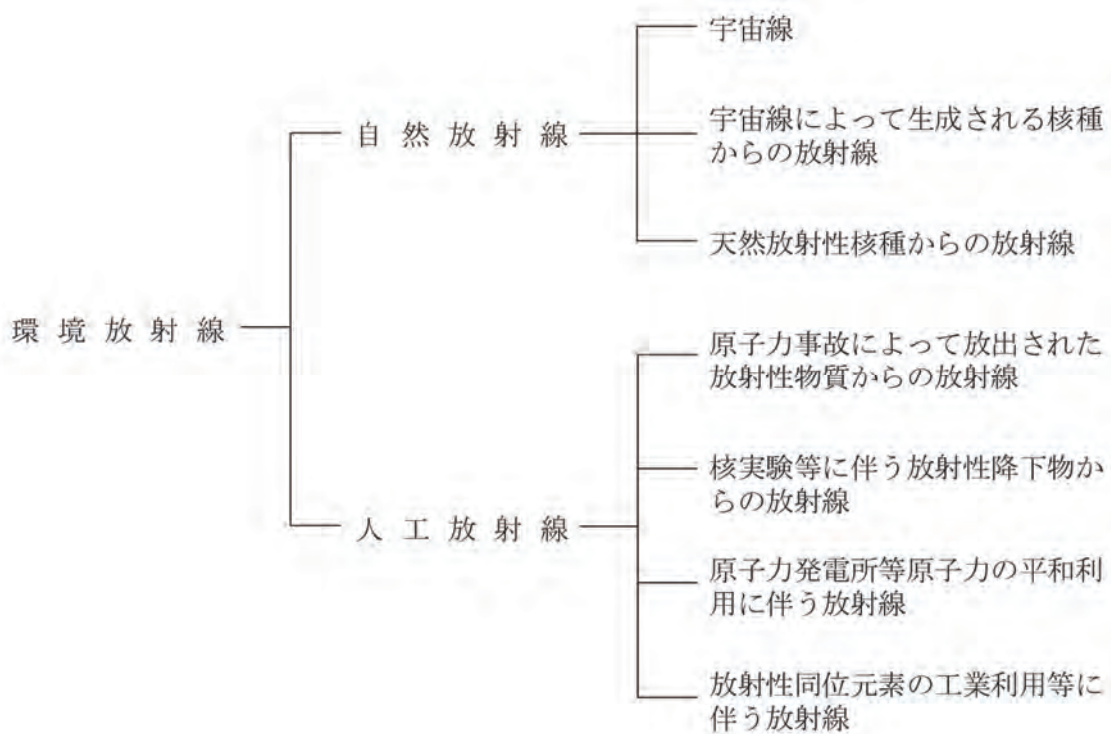 環境放射線
自然放射線
宇宙線
宇宙線によって生成される核種
からの放射線
天然放射性核種からの放射線
人工放射線
原子力事故によって放出された
放射性物質からの放射線
核実験等に伴う放射性降下物か
らの放射線
原子力発電所等原子力の平和利
用に伴う放射線
放射性同位元素の工業利用等に
伴う放射線